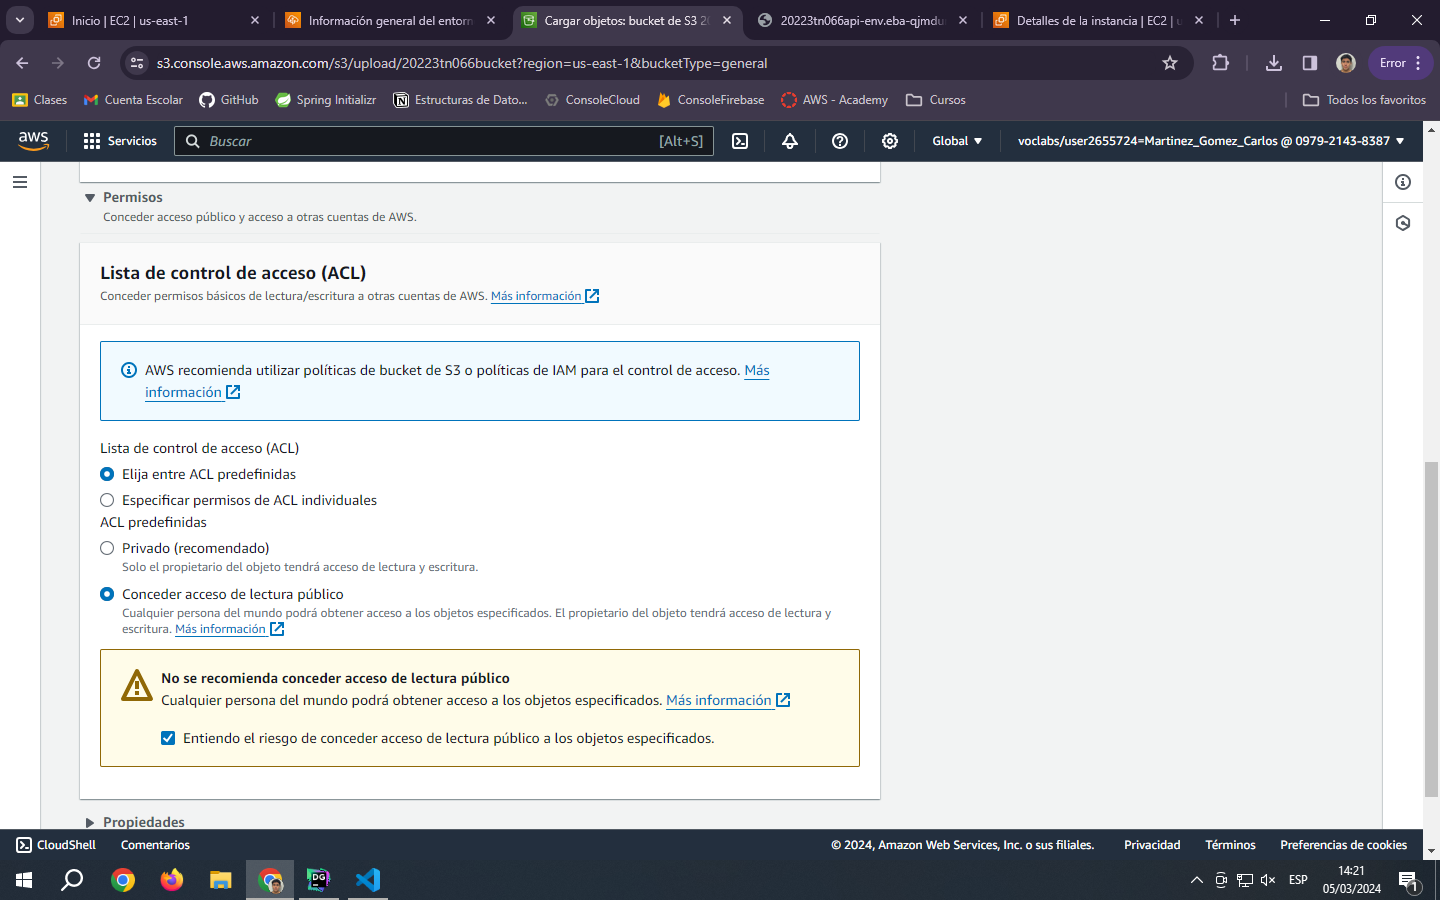 Inicio | EC2 | us-east-1
Información general del entorn
Cargar objetos: bucket de S3 20
20223tn066api-env.eba-qjmdu
Detalles de la instancia | EC2 | u
s3.console.aws.amazon.com/s3/upload/20223tn066bucket?region=us-east-1&bucketType=general
Error
Clases
Cuenta Escolar
GitHub
Spring Initializr
Estructuras de Dato...
ConsoleCloud
ConsoleFirebase
AWS - Academy
Cursos
Todos los favoritos
aws
Servicios
Buscar
[Alt+S]
Global
voclabs/user2655724=Martinez_Gomez_Carlos @ 0979-2143-8387
Permisos
Conceder acceso público y acceso a otras cuentas de AWS.
Lista de control de acceso (ACL)
Conceder permisos básicos de lectura/escritura a otras cuentas de AWS. Más información
AWS recomienda utilizar políticas de bucket de S3 o políticas de IAM para el control de acceso. Más
información
Lista de control de acceso (ACL)
Elija entre ACL predefinidas
Especificar permisos de ACL individuales
ACL predefinidas
Privado (recomendado)
Solo el propietario del objeto tendrá acceso de lectura y escritura.
Conceder acceso de lectura público
Cualquier persona del mundo podrá obtener acceso a los objetos especificados. El propietario del objeto tendrá acceso de lectura y
escritura. Más información
No se recomienda conceder acceso de lectura público
Cualquier persona del mundo podrá obtener acceso a los objetos especificados. Más información
Entiendo el riesgo de conceder acceso de lectura público a los objetos especificados.
Propiedades
CloudShell
Comentarios
© 2024, Amazon Web Services, Inc. o sus filiales.
Privacidad
Términos
Preferencias de cookies
DG
ESP
14:21
05/03/2024
1